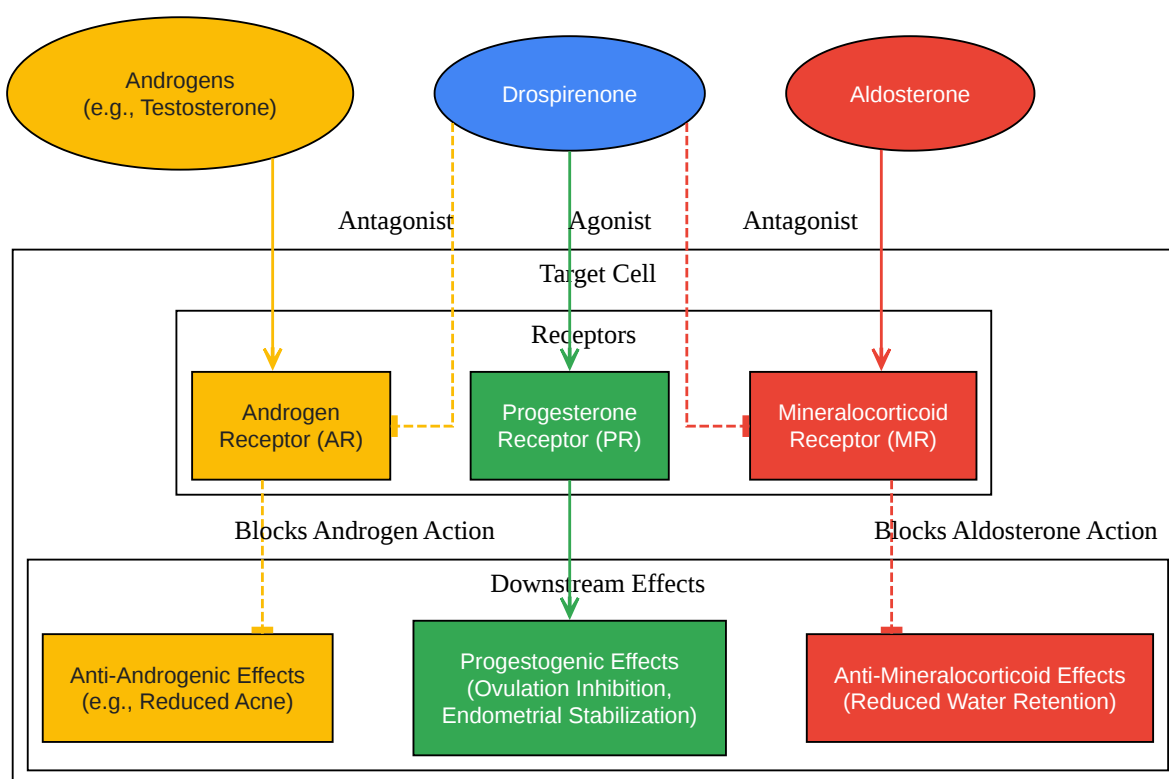 Androgens
(e.g., Testosterone)
Drospirenone
Aldosterone
Antagonist
Agonist
Antagonist
Target Cell
Receptors
Androgen
Receptor (AR)
Progesterone
Receptor (PR)
Mineralocorticoid
Receptor (MR)
Blocks Androgen Action
Blocks Aldosterone Action
Downstream Effects
Anti-Androgenic Effects
(e.g., Reduced Acne)
Progestogenic Effects
(Ovulation Inhibition,
Endometrial Stabilization)
Anti-Mineralocorticoid Effects
(Reduced Water Retention)